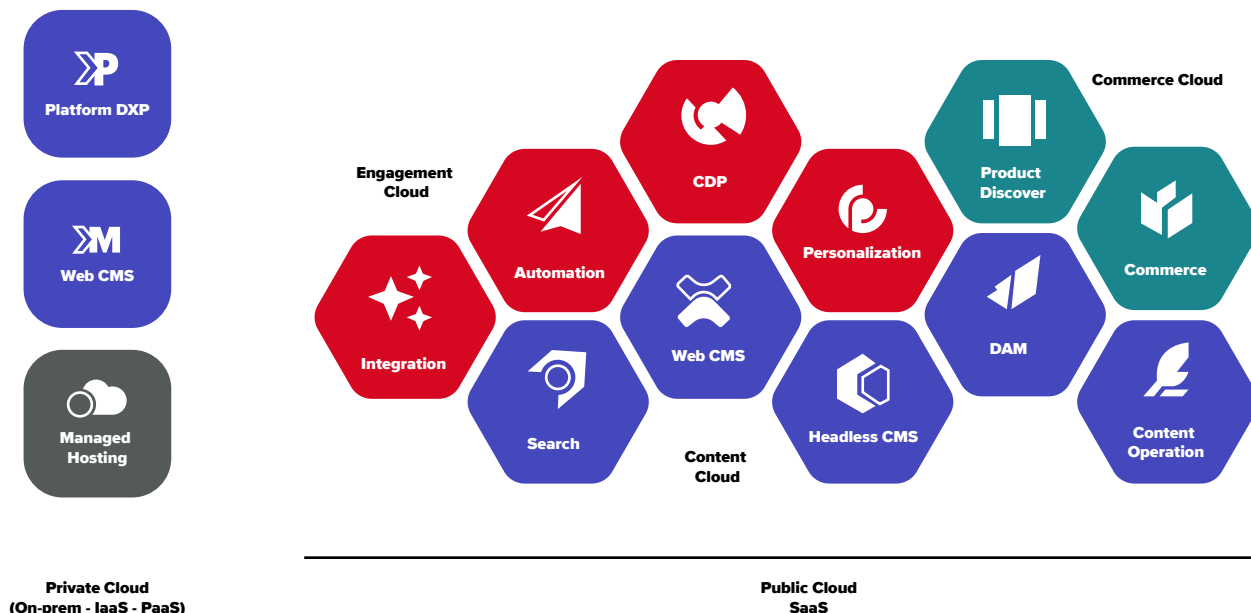 Platform DXP
Web CMS
Managed
Hosting
Private Cloud
(On-prem - IaaS - PaaS)
Engagement
Cloud
Integration
Automation
CDP
Personalization
Search
Web CMS
Headless CMS
Content
Cloud
Commerce Cloud
Product
Discover
Commerce
DAM
Content
Operation
Public Cloud
SaaS